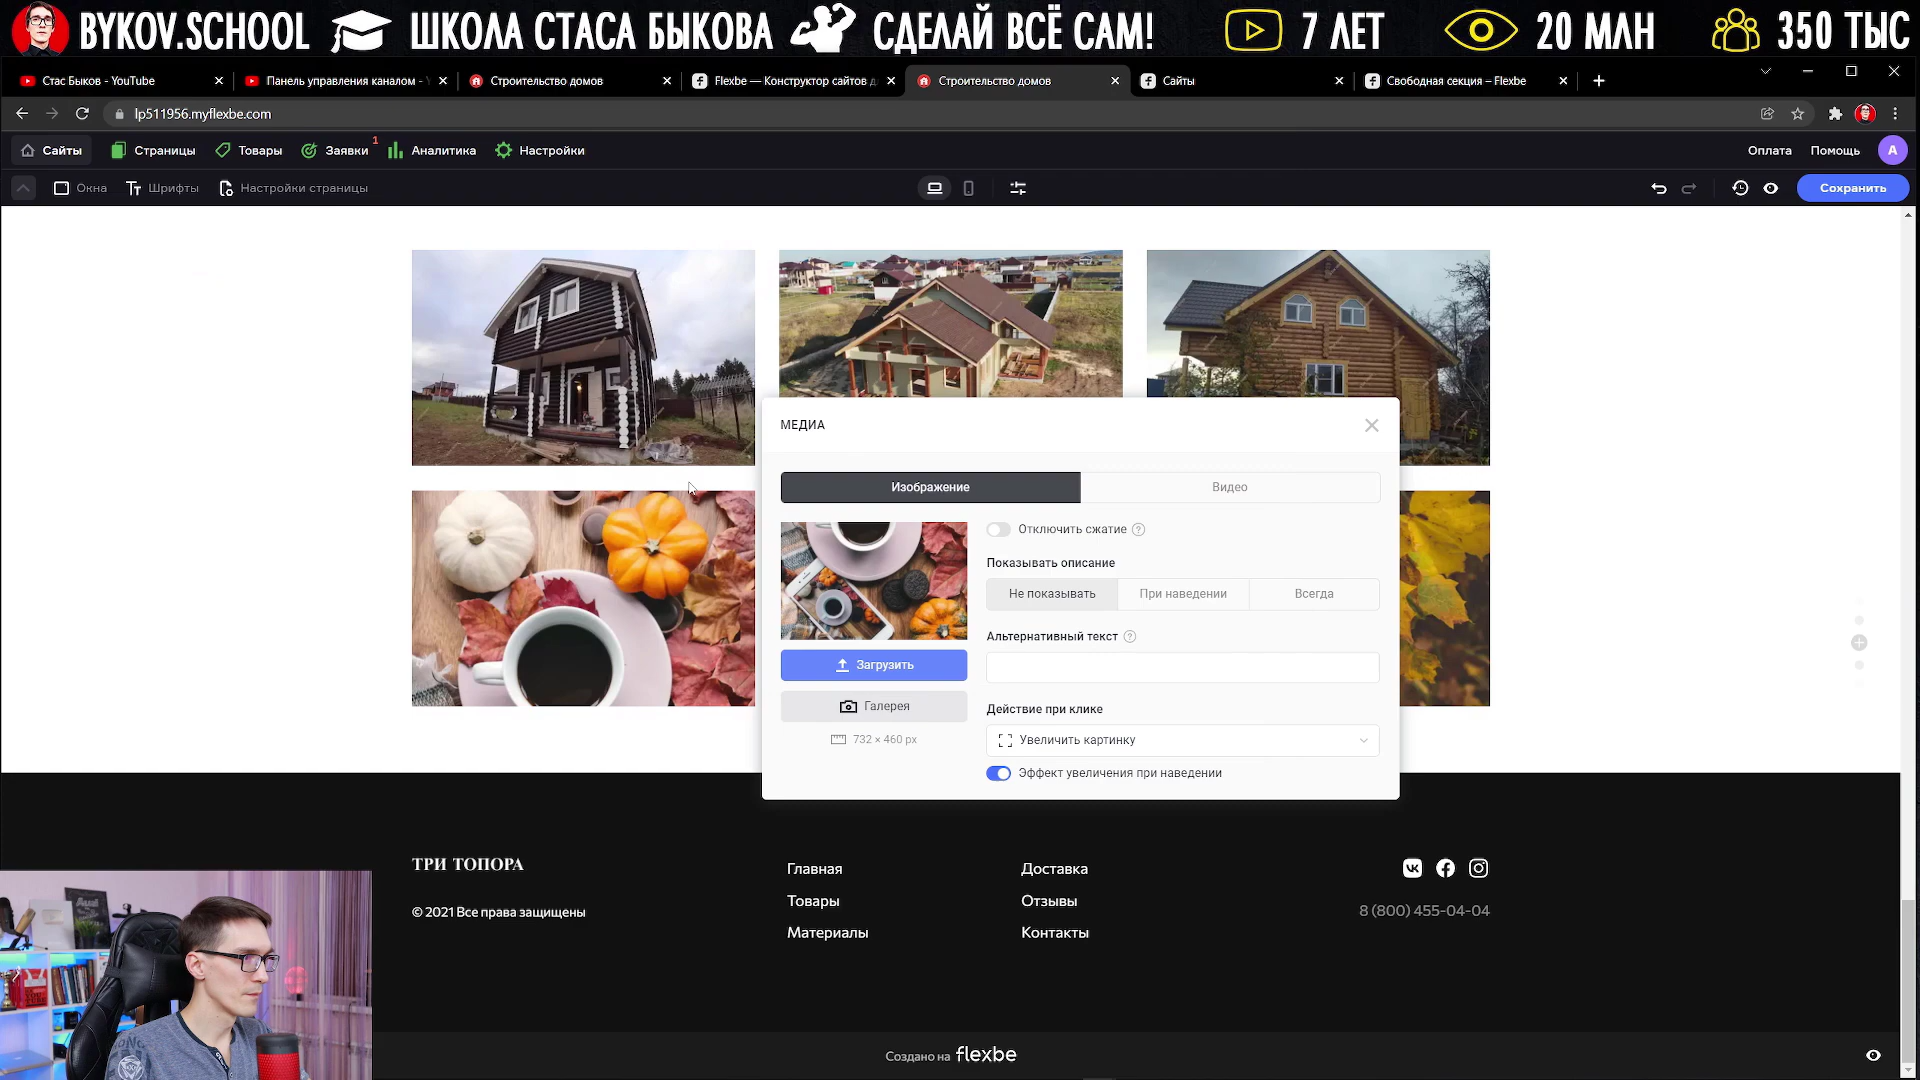 BYKOV.SCHOOL ШКОЛА СТАСА БЫКОВА СДЕЛАЙ ВСЁ САМ! 7 ЛЕТ 20 МЛН 350 ТЫС
Стас Быков - YouTube Панель управления каналом - Y Строительство домов Flexbe — Конструктор сайтов д Строительство домов Сайты Свободная секция – Flexbe
lp511956.myflexbe.com
Сайты Страницы Товары Заявки 1 Аналитика Настройки Оплата Помощь A
Окна Шрифты Настройки страницы Сохранить
МЕДИА
Изображение Видео
Отключить сжатие ?
Показывать описание
Не показывать При наведении Всегда
Альтернативный текст ?
Загрузить
Галерея
Действие при клике
732 × 460 px
Увеличить картинку
Эффект увеличения при наведении
ТРИ ТОПОРА
Главная Доставка
Товары Отзывы 8 (800) 455-04-04
© 2021 Все права защищены
Материалы Контакты
Создано на flexbe